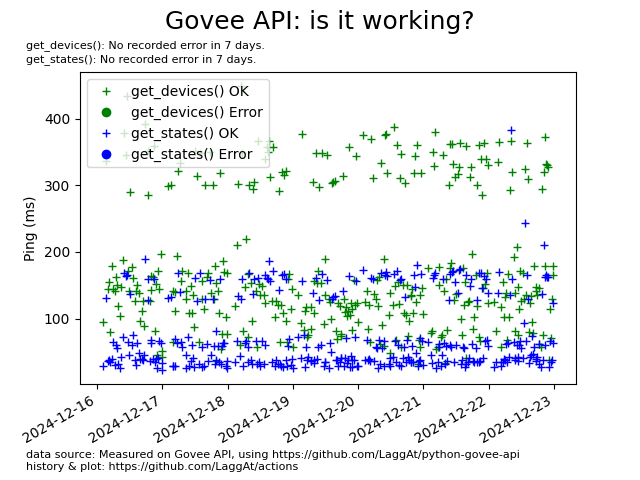 Govee API: is it working?
get_devices(): No recorded error in 7 days.
get_states(): No recorded error in 7 days.
get_devices() OK
get_devices() Error
get_states() OK
get_states() Error
Ping (ms)
400
300
200
100
2024-12-16
2024-12-17
2024-12-18
2024-12-19
2024-12-20
2024-12-21
2024-12-22
2024-12-23
data source: Measured on Govee API, using https://github.com/LaggAt/python-govee-api
history & plot: https://github.com/LaggAt/actions